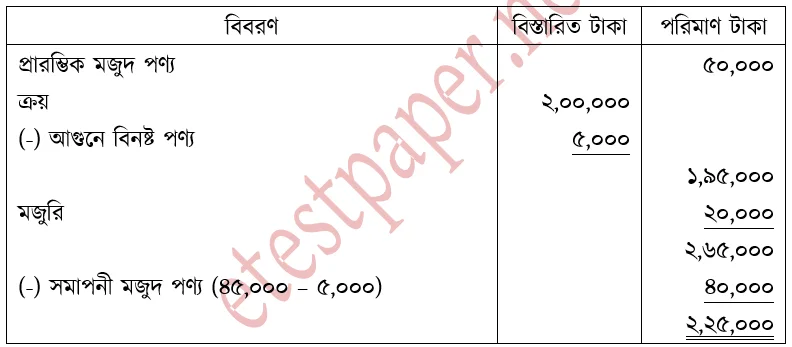 বিবরণ বিস্তারিত টাকা পরিমাণ টাকা
প্রারম্ভিক মজুদ পণ্য ৫০,০০০
ক্রয় ২,০০,০০০
(-) আগুনে বিনষ্ট পণ্য ৫,০০০
১,৯৫,০০০
মজুরি ২০,০০০
২,৬৫,০০০
(-) সমাপনী মজুদ পণ্য (৪৫,০০০ – ৫,০০০) ৪০,০০০
২,২৫,০০০
etestpaper.ne